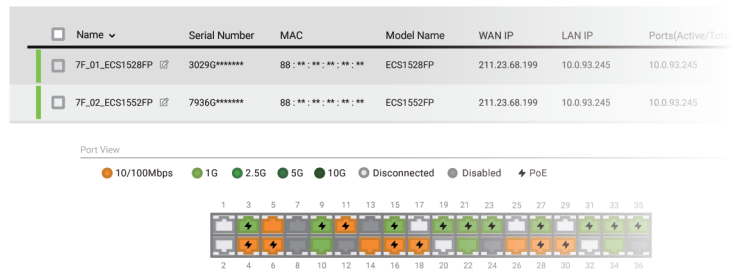 Name Serial Number MAC Model Name WAN IP LAN IP Ports(Active/Total
7F_01_ECS1528FP 3029G******* 88 : ** : ** : ** : ** : ** ECS1528FP 211.23.68.199 10.0.93.245 10.0.93.245
7F_02_ECS1552FP 7936G******* 88 : ** : ** : ** : ** : ** ECS1552FP 211.23.68.199 10.0.93.245 10.0.93.245
Port View
10/100Mbps 1G 2.5G 5G 10G Disconnected Disabled PoE
1 3 5 7 9 11 13 15 17 19 21 23 25 27 29 31 33 35
2 4 6 8 10 12 14 16 18 20 22 24 26 28 30 32 34 36